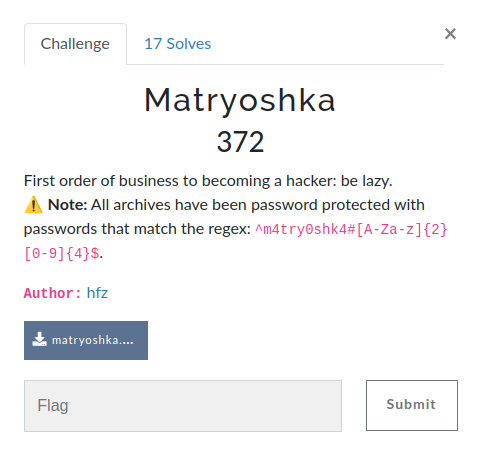 Challenge
17 Solves
×
Matryoshka
372
First order of business to becoming a hacker: be lazy.
⚠️ Note: All archives have been password protected with
passwords that match the regex: ^m4try0shk4#[A-Za-z]{2}
[0-9]{4}$.
Author: hfz
matryoshka....
Flag
Submit